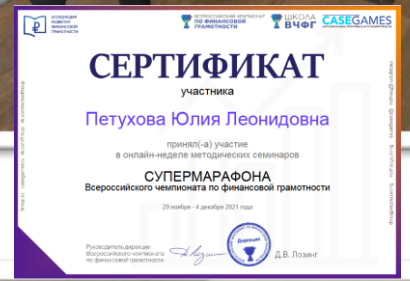 АССОЦИАЦИЯ
РАЗВИТИЯ
ФИНАНСОВОЙ
ГРАМОТНОСТИ
ВСЕРОССИЙСКИЙ ЧЕМПИОНАТ
ПО ФИНАНСОВОЙ
ГРАМОТНОСТИ
ШКОЛА
ВЧФГ
CASEGAMES
СЕРТИФИКАТ
участника
Петухова Юлия Леонидовна
принял(-а) участие
в онлайн-неделе методических семинаров
СУПЕРМАРАФОНА
Всероссийского чемпионата по финансовой грамотности
29 ноября - 4 декабря 2021 года
Руководитель дирекции
Всероссийского чемпионата
по финансовой грамотности
Дирекция
Д.В. Лозинг